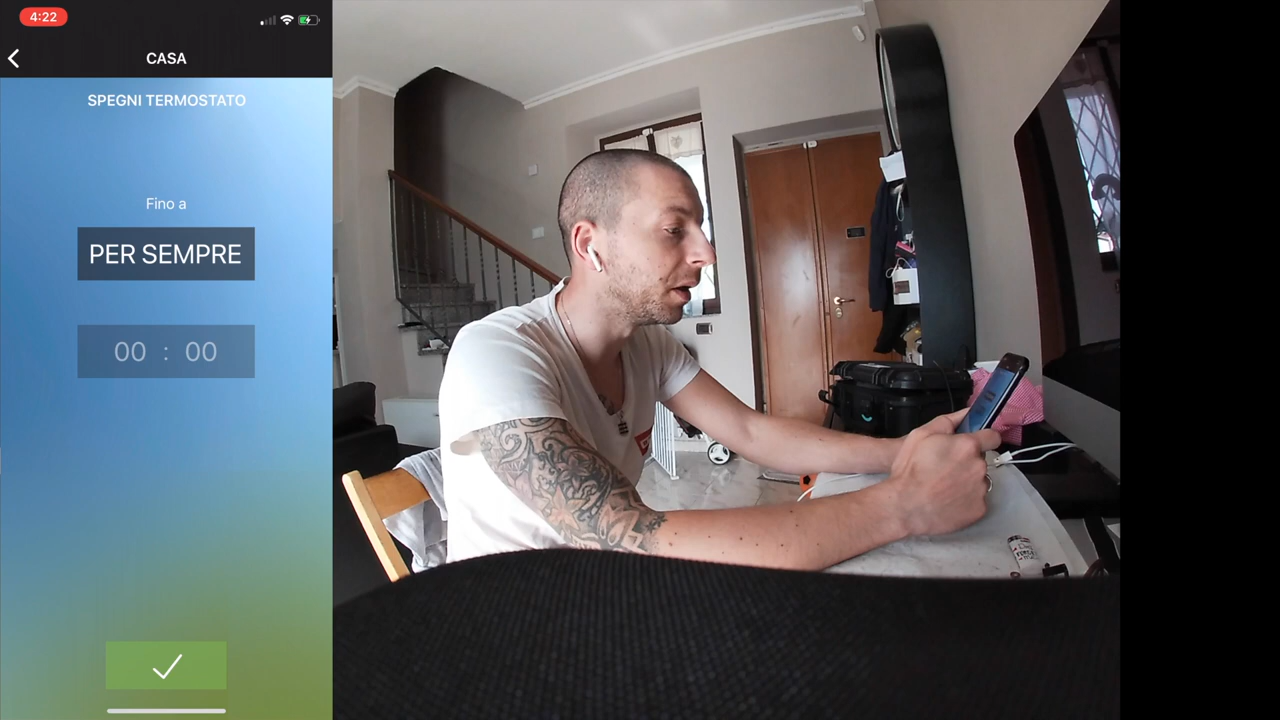 4:22
CASA
SPEGNI TERMOSTATO
Fino a
PER SEMPRE
00 : 00